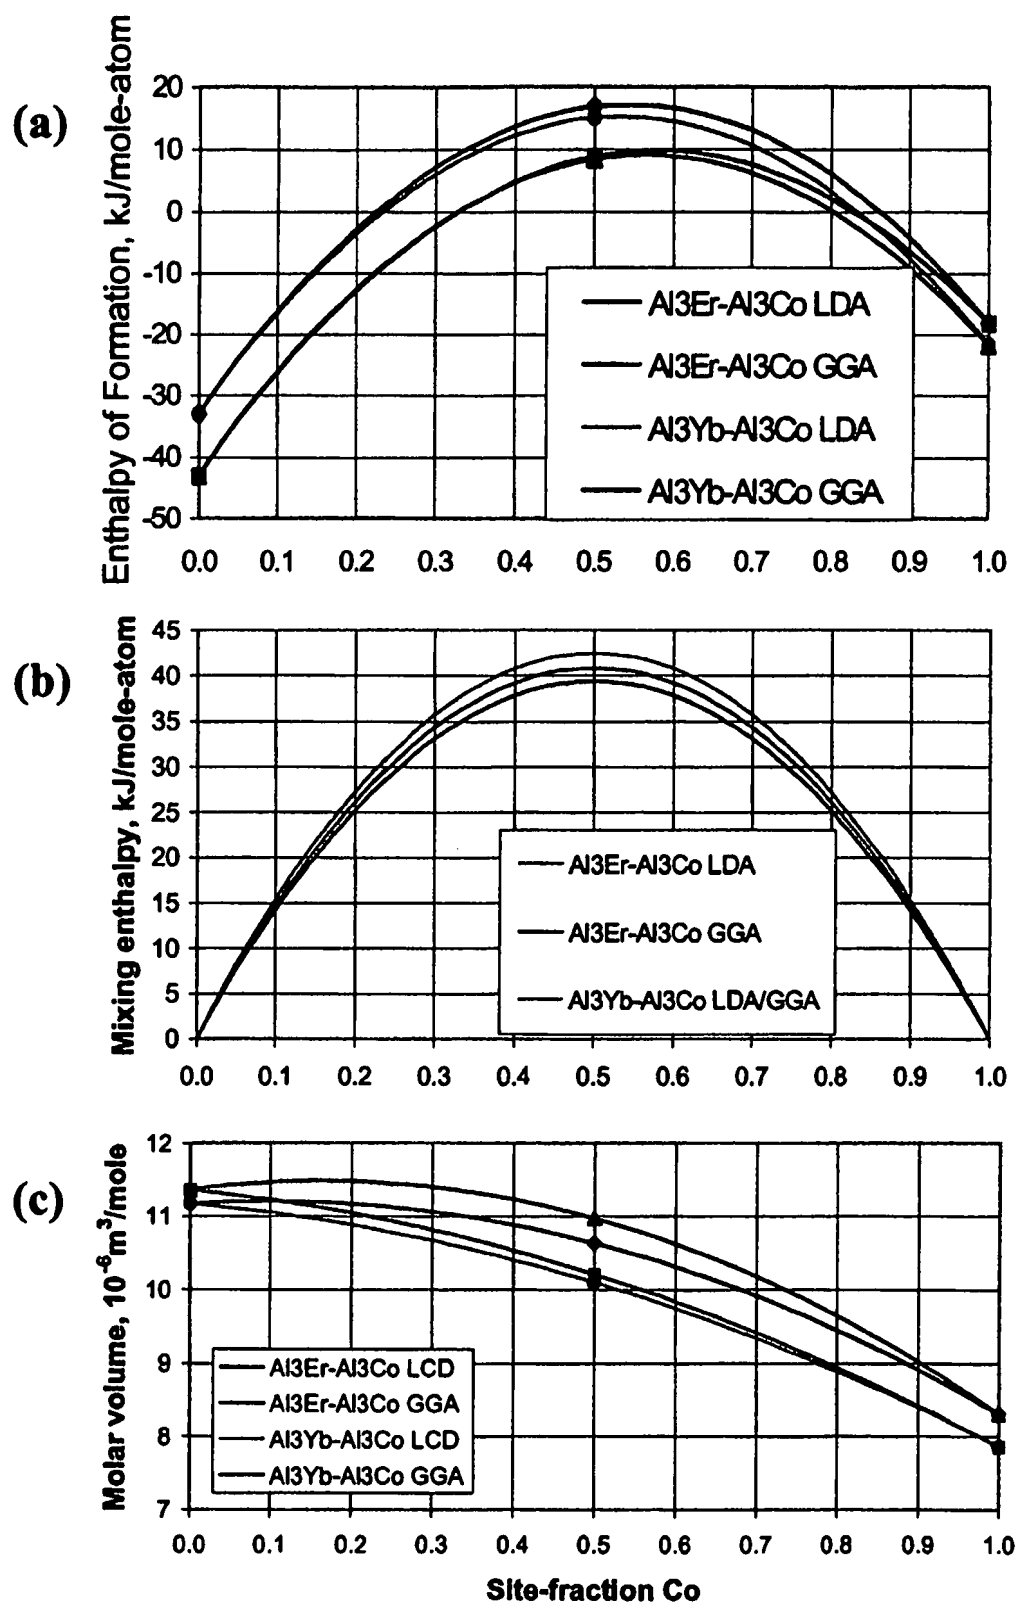 (a)
Enthalpy of Formation, kJ/mole-atom
20
10
0
-10
-20
-30
-40
-50
Al3Er-Al3Co LDA
Al3Er-Al3Co GGA
Al3Yb-Al3Co LDA
Al3Yb-Al3Co GGA
0.0 0.1 0.2 0.3 0.4 0.5 0.6 0.7 0.8 0.9 1.0
(b)
Mixing enthalpy, kJ/mole-atom
45
40
35
30
25
20
15
10
5
0
Al3Er-Al3Co LDA
Al3Er-Al3Co GGA
Al3Yb-Al3Co LDA/GGA
0.0 0.1 0.2 0.3 0.4 0.5 0.6 0.7 0.8 0.9 1.0
(c)
Molar volume, 10⁻⁶m³/mole
12
11
10
9
8
7
Al3Er-Al3Co LCD
Al3Er-Al3Co GGA
Al3Yb-Al3Co LCD
Al3Yb-Al3Co GGA
0.0 0.1 0.2 0.3 0.4 0.5 0.6 0.7 0.8 0.9 1.0
Site-fraction Co